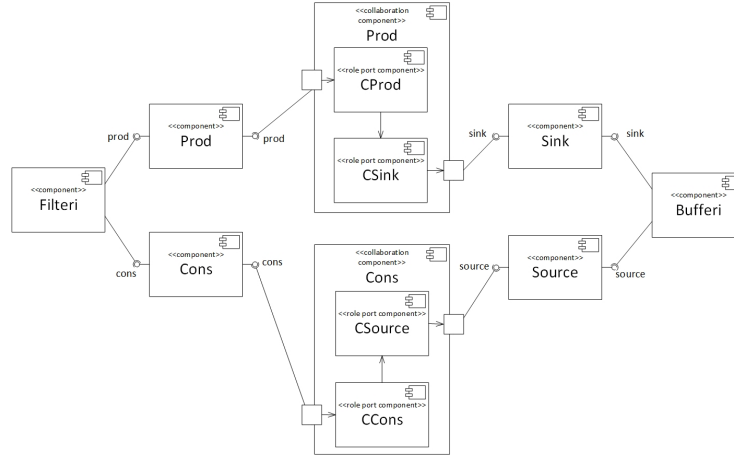 <<collaboration
component>>
Prod
<<role port component>>
CProd
<<role port component>>
CSink
<<component>>
Filteri
prod
<<component>>
Prod
prod
cons
<<component>>
Cons
cons
sink
<<component>>
Sink
sink
<<component>>
Bufferi
source
<<component>>
Source
source
<<collaboration
component>>
Cons
<<role port component>>
CSource
<<role port component>>
CCons